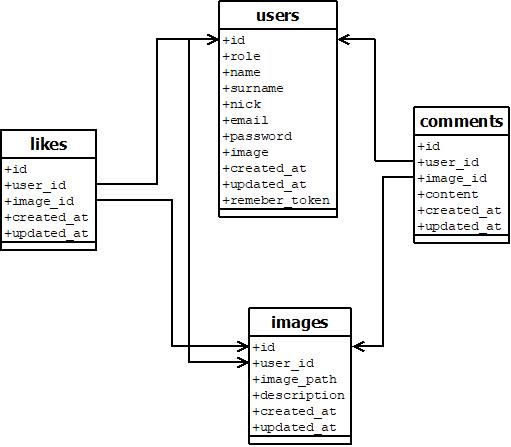 users
+id
+role
+name
+surname
+nick
+email
+password
+image
+created_at
+updated_at
+remeber_token
likes
+id
+user_id
+image_id
+created_at
+updated_at
comments
+id
+user_id
+image_id
+content
+created_at
+updated_at
images
+id
+user_id
+image_path
+description
+created_at
+updated_at